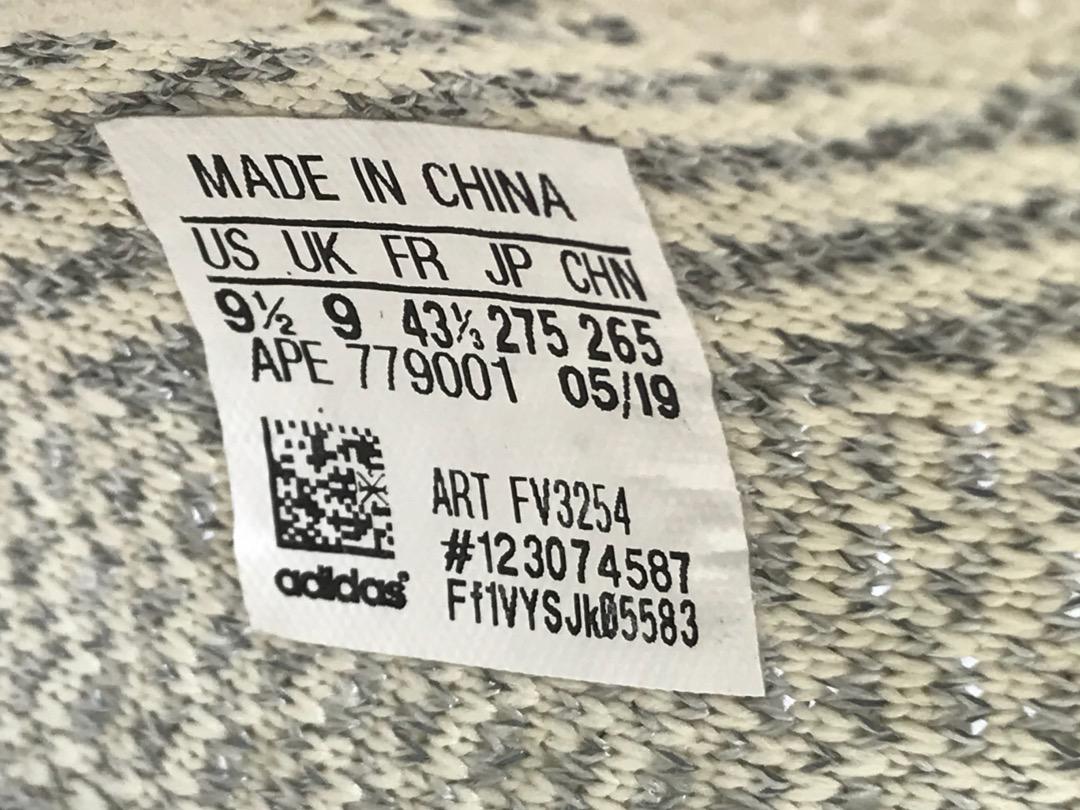 MADE IN CHINA
US UK FR JP CHN
9½ 9 43⅓ 275 265
APE 779001 05/19
ART FV3254
#123074587
Ff1VYSJkØ5583
adidas